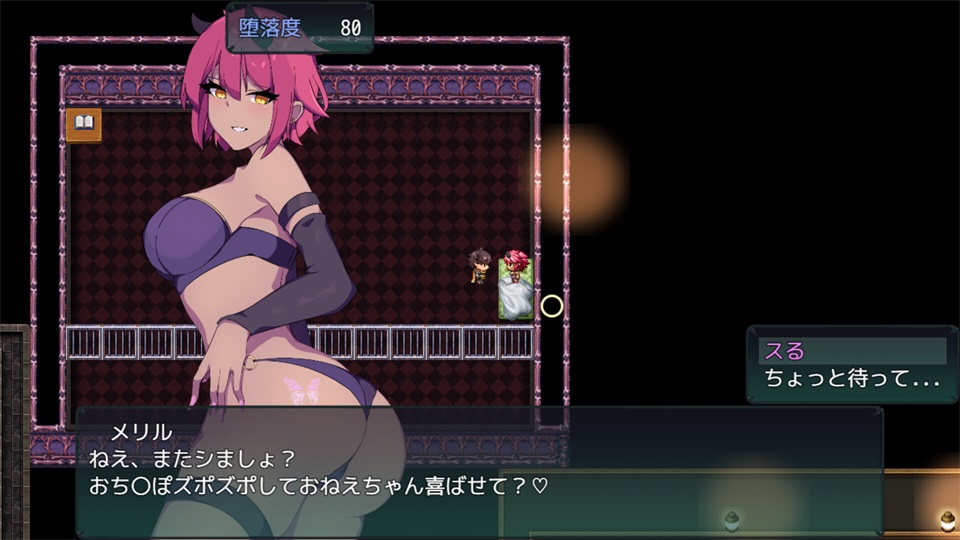 堕落度 80
スる
ちょっと待って...
メリル
ねえ、またシましょ？
おち〇ぽズポズポしておねえちゃん喜ばせて？♡